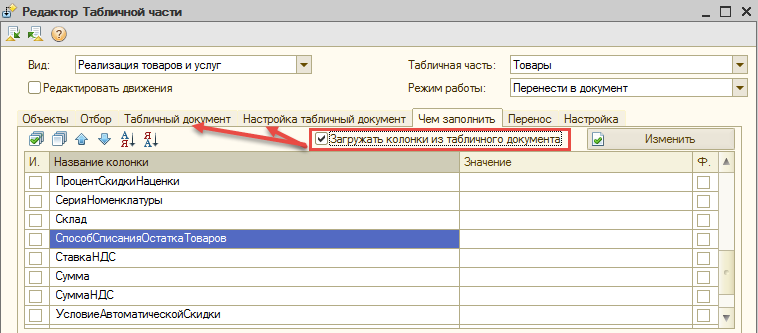 Редактор Табличной части
Вид: Реализация товаров и услуг Табличная часть: Товары
Редактировать движения Режим работы: Перенести в документ
Объекты Отбор Табличный документ Настройка табличный документ Чем заполнить Перенос Настройка
Загружать колонки из табличного документа Изменить
И. Название колонки Значение Ф.
ПроцентСкидкиНаценки
СерияНоменклатуры
Склад
СпособСписанияОстаткаТоваров
СтавкаНДС
Сумма
СуммаНДС
УсловиеАвтоматическойСкидки